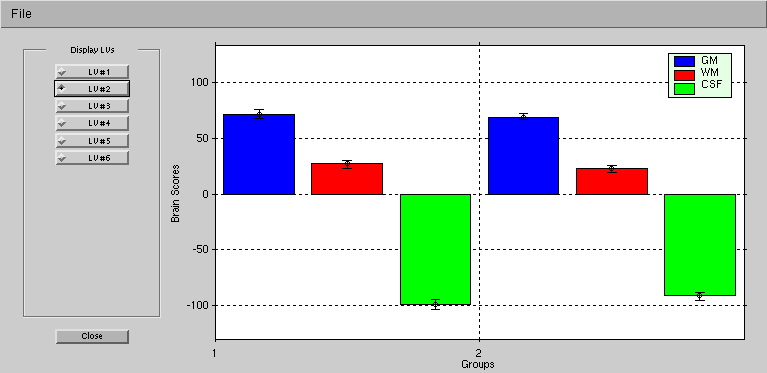 File
Display LVs
LV#1
LV#2
LV#3
LV#4
LV#5
LV#6
Close
Brain Scores
100
50
0
-50
-100
GM
WM
CSF
1
2
Groups